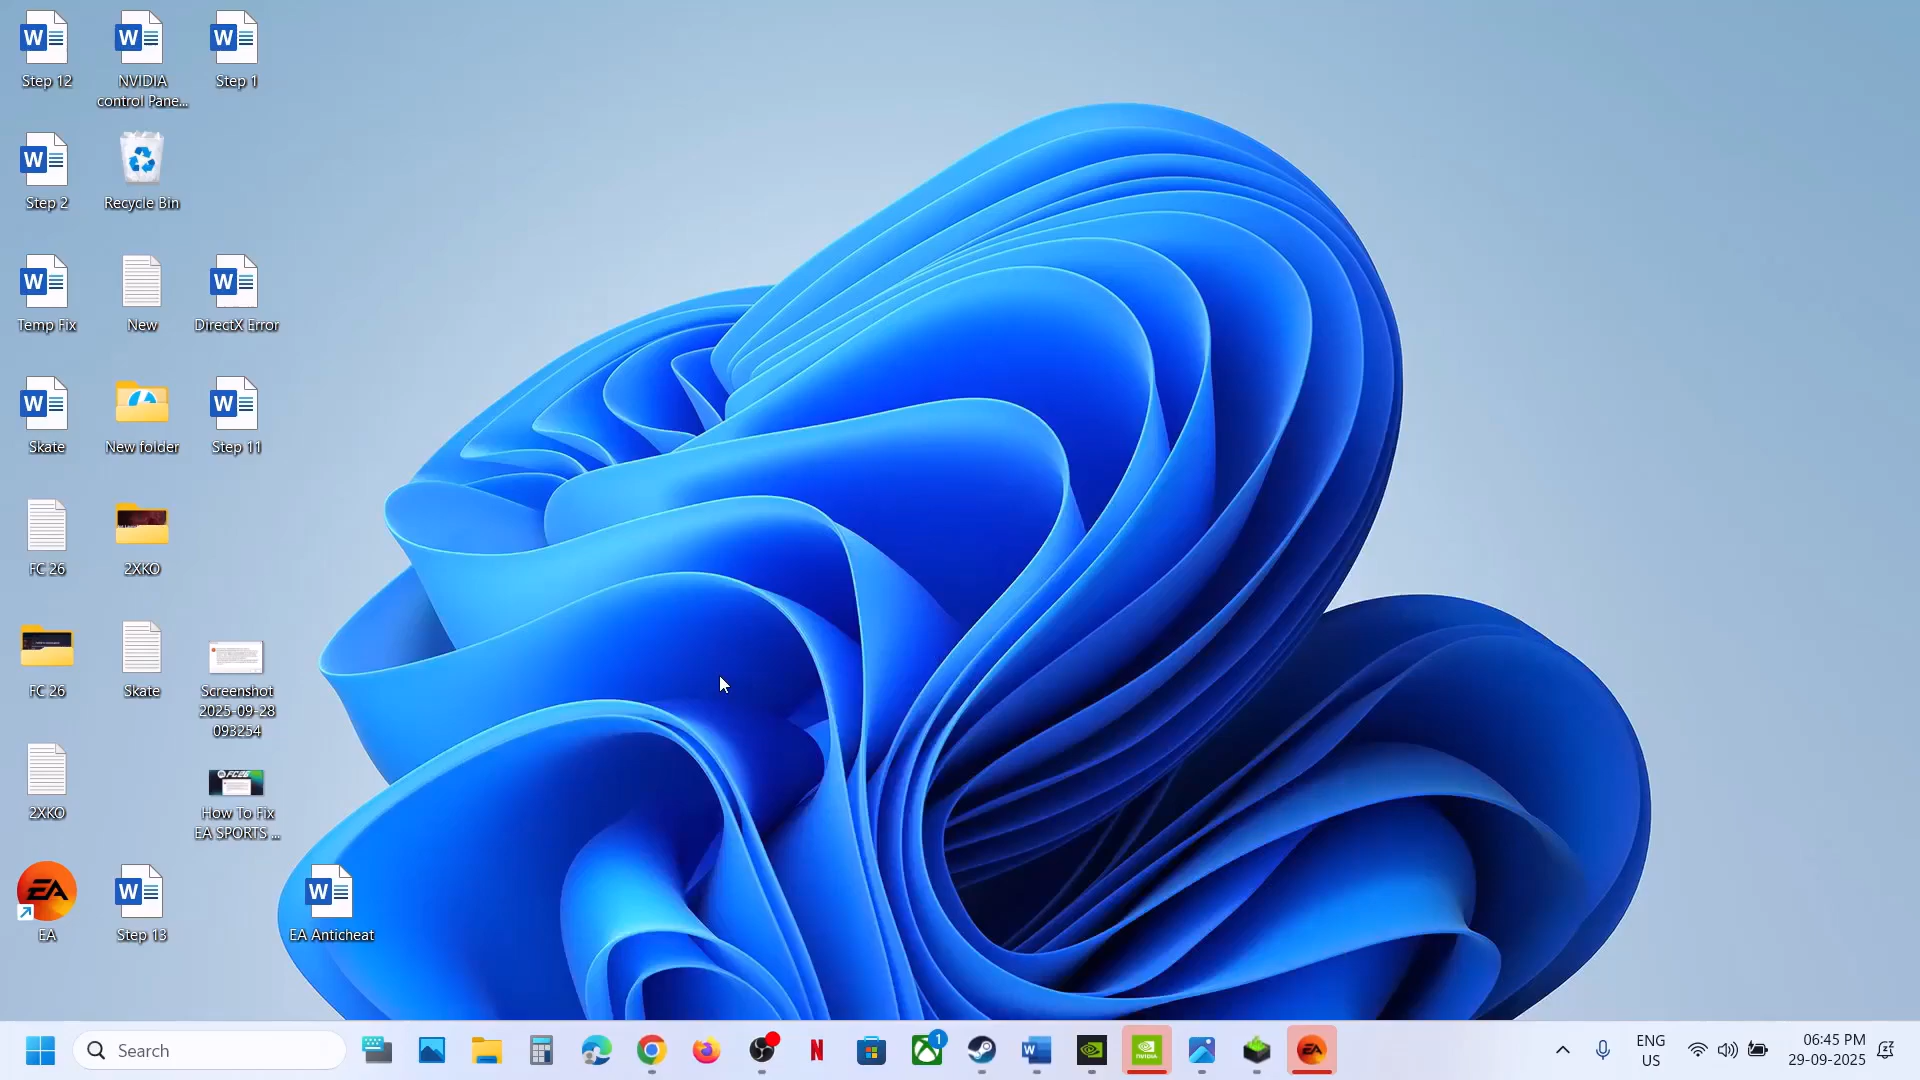 Step 12
NVIDIA
control Pane...
Step 1
Step 2
Recycle Bin
Temp Fix
New
DirectX Error
Skate
New folder
Step 11
FC 26
2XKO
FC 26
Skate
Screenshot
2025-09-28
093254
2XKO
FC26
How To Fix
EA SPORTS ...
EA
EA
Step 13
EA Anticheat
Search
1
ENG
US
06:45 PM
29-09-2025